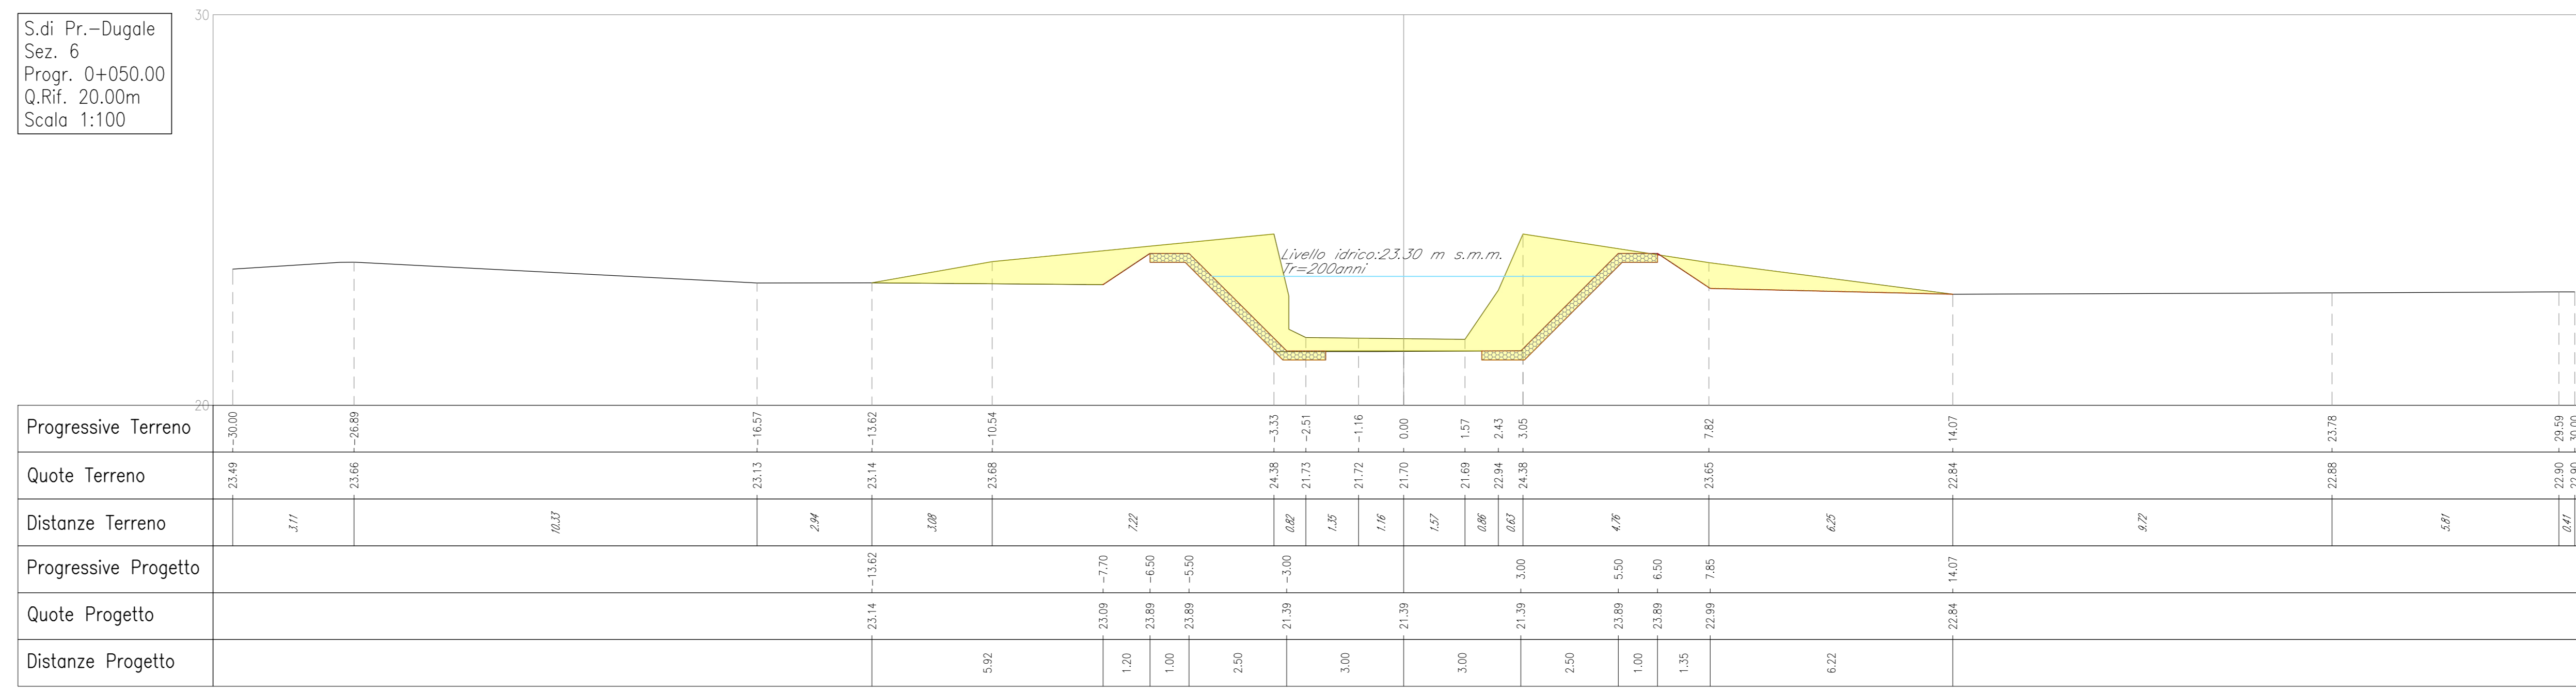 S.di Pr.-Dugale
Sez. 6
Progr. 0+050.00
Q.Rif. 20.00m
Scala 1:100
30
Livello idrico:23.30 m s.m.m.
Tr=200anni
20
Progressive Terreno -30.00 -26.89 -16.57 -13.62 -10.54 -3.33 -2.51 -1.16 0.00 1.57 2.43 3.05 7.82 14.07 23.78 29.59 30.00
Quote Terreno 23.49 23.66 23.13 23.14 23.68 24.38 21.73 21.72 21.70 21.69 22.94 24.38 23.65 22.84 22.88 22.90 22.90
Distanze Terreno 3.11 10.33 2.94 3.08 7.22 0.82 1.35 1.16 1.57 0.86 0.63 4.76 6.25 9.72 5.81 0.41
Progressive Progetto -13.62 -7.70 -6.50 -5.50 -3.00 3.00 5.50 6.50 7.85 14.07
Quote Progetto 23.14 23.09 23.89 23.89 21.39 21.39 21.39 23.89 23.89 22.99 22.84
Distanze Progetto 5.92 1.20 1.00 2.50 3.00 3.00 2.50 1.00 1.35 6.22